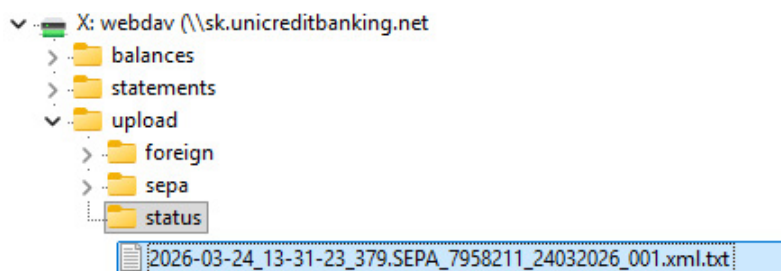 X: webdav (\\sk.unicreditbanking.net
balances
statements
upload
foreign
sepa
status
2026-03-24_13-31-23_379.SEPA_7958211_24032026_001.xml.txt